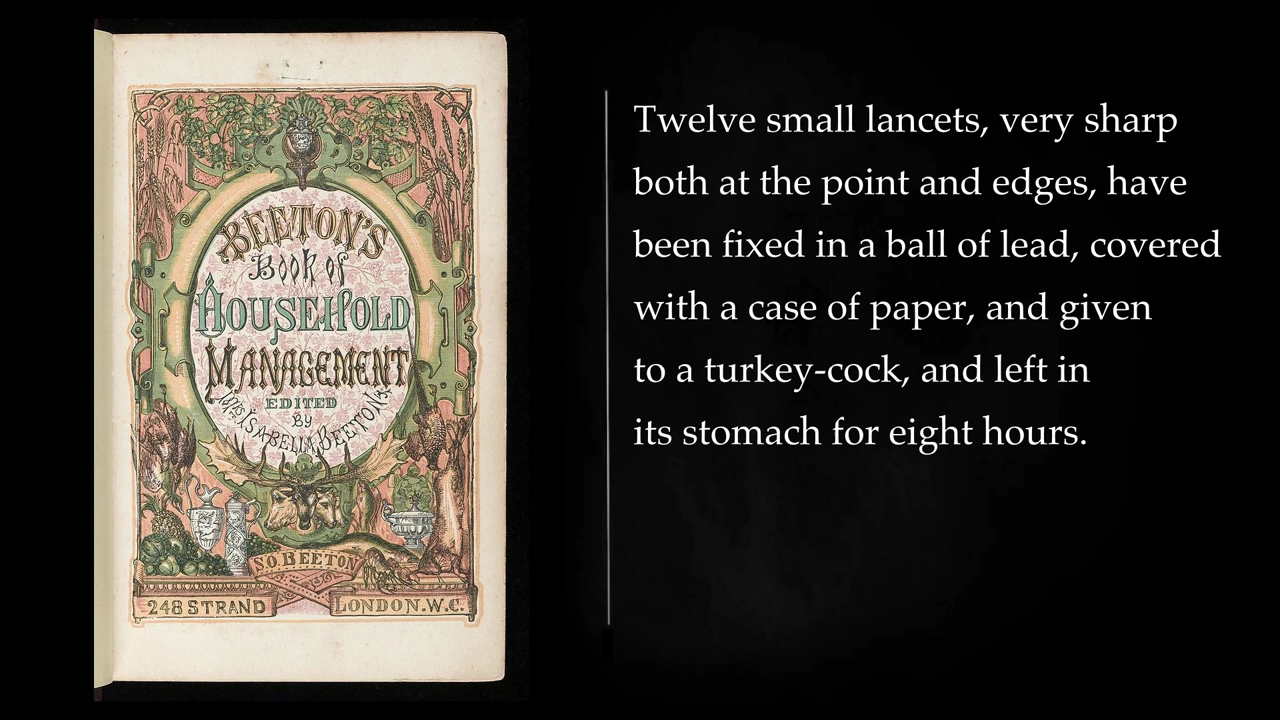 BEETON'S
Book of
HOUSEHOLD
MANAGEMENT
EDITED
BY
MRS ISABELLA BEETON.
S.O. BEETON
248 STRAND
LONDON. W.C.
Twelve small lancets, very sharp
both at the point and edges, have
been fixed in a ball of lead, covered
with a case of paper, and given
to a turkey-cock, and left in
its stomach for eight hours.